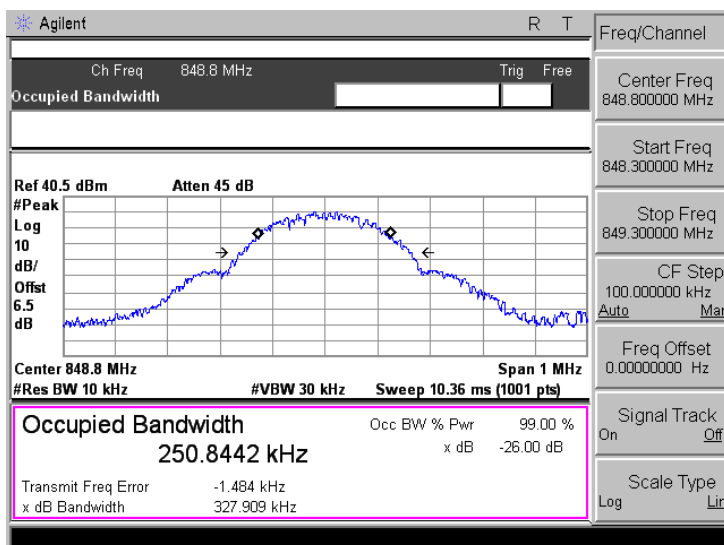 Agilent R T
Freq/Channel
Ch Freq 848.8 MHz Trig Free
Occupied Bandwidth
Center Freq
848.800000 MHz
Start Freq
848.300000 MHz
Stop Freq
849.300000 MHz
CF Step
100.000000 kHz
Auto Man
Freq Offset
0.00000000 Hz
Signal Track
On Off
Scale Type
Log Lin
Ref 40.5 dBm Atten 45 dB
#Peak
Log
10
dB/
Offst
6.5
dB
Center 848.8 MHz Span 1 MHz
#Res BW 10 kHz #VBW 30 kHz Sweep 10.36 ms (1001 pts)
Occupied Bandwidth Occ BW % Pwr 99.00 %
250.8442 kHz x dB -26.00 dB
Transmit Freq Error -1.484 kHz
x dB Bandwidth 327.909 kHz